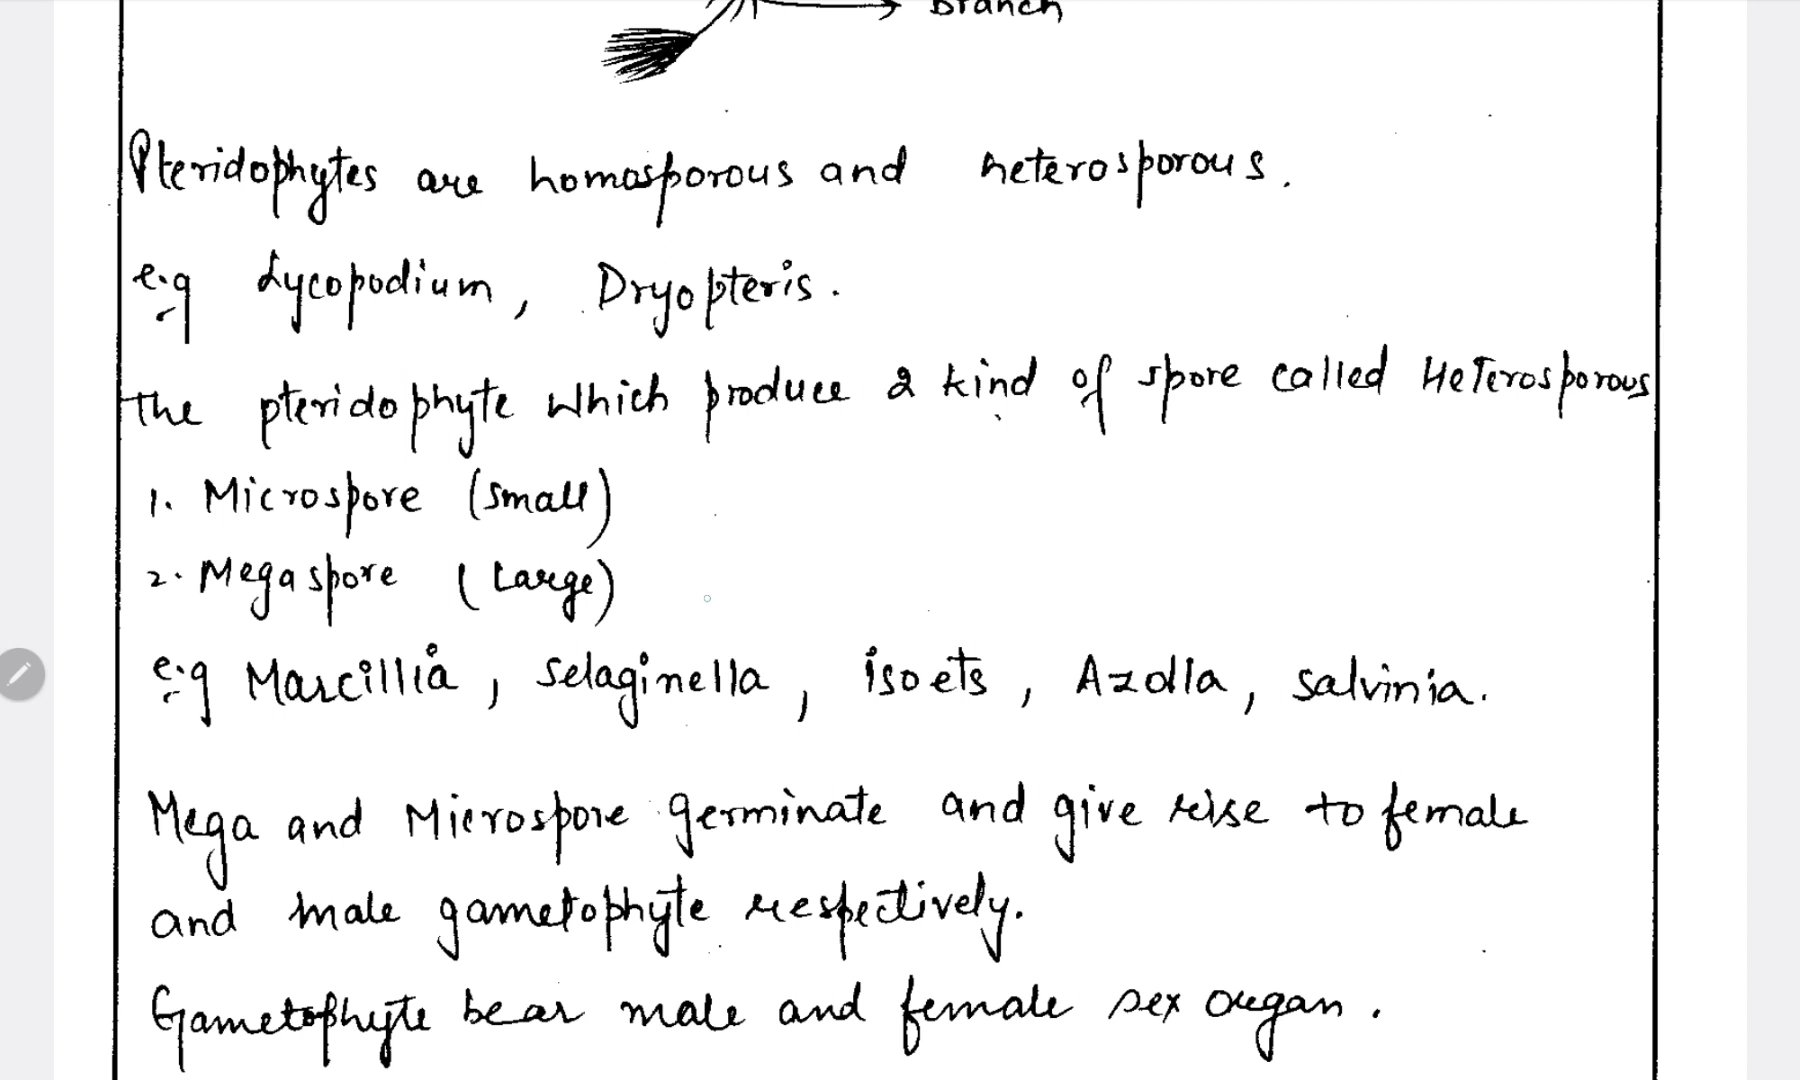 Branch
Pteridophytes are homosporous and heterosporous.
e.g Lycopodium, Dryopteris.
The pteridophyte which produce 2 kind of spore called Heterosporous
1. Microspore (small)
2. Megaspore (Large)
e.g Marcillia, selaginella, isoets, Azolla, salvinia.
Mega and Microspore germinate and give reise to female
and male gametophyte respectively.
Gametophyte bear male and female sex organ.